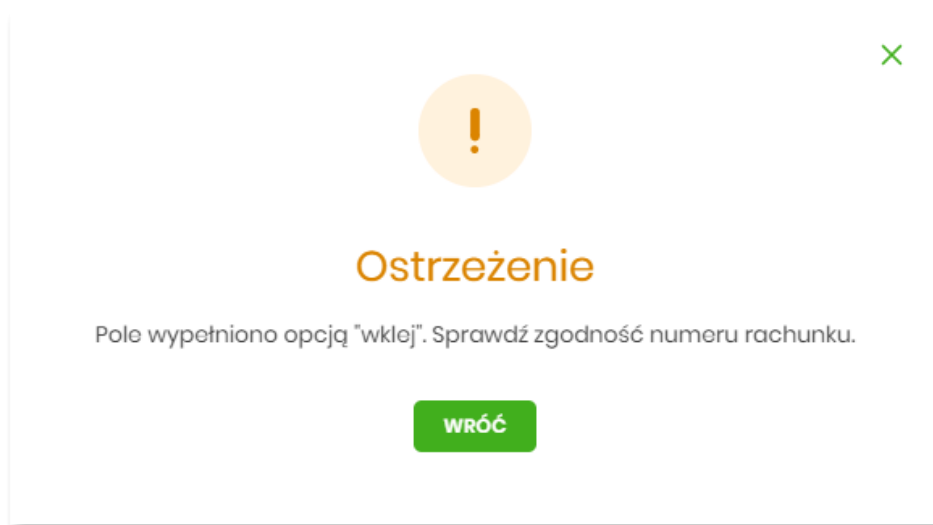 Ostrzeżenie
Pole wypełniono opcją "wklej". Sprawdź zgodność numeru rachunku.
WRÓĆ